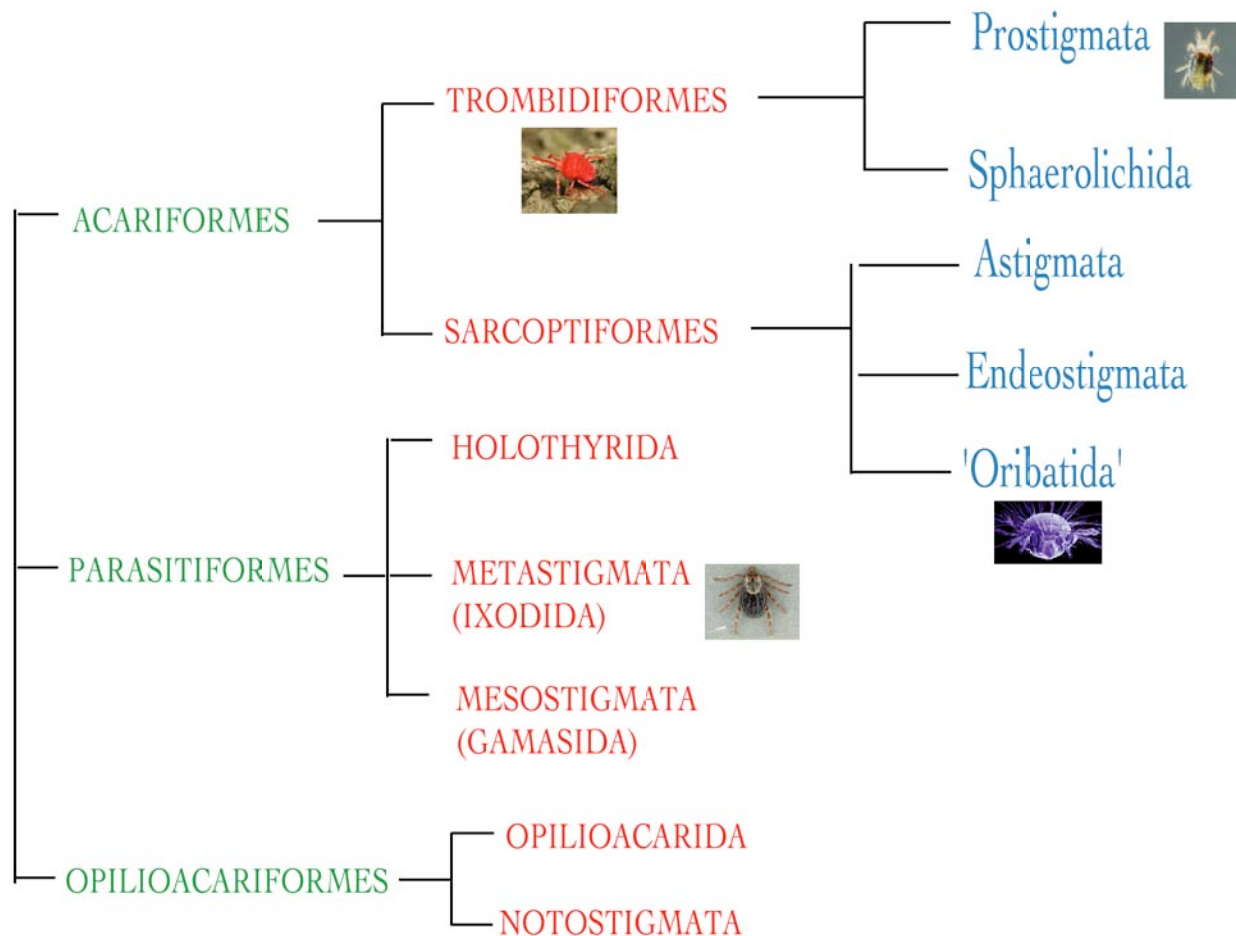 Prostigmata
TROMBIDIFORMES
Sphaerolichida
ACARIFORMES
Astigmata
SARCOPTIFORMES
Endeostigmata
HOLOTHYRIDA
'Oribatida'
PARASITIFORMES
METASTIGMATA
(IXODIDA)
MESOSTIGMATA
(GAMASIDA)
OPILIOACARIDA
OPILIOACARIFORMES
NOTOSTIGMATA